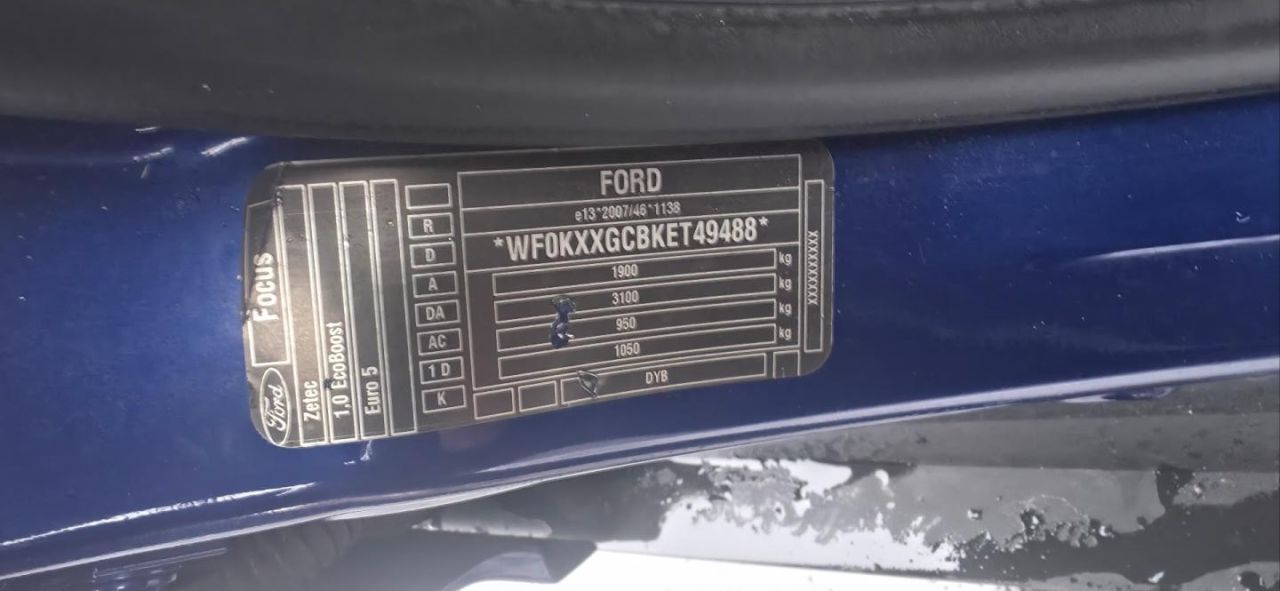 FORD
e13*2007/46*1138
*WF0KXXGCBKET49488*
1900 kg
3100 kg
950 kg
1050 kg
DYB
XXXXXXXXXX
R
D
A
DA
AC
1 D
K
Focus
Ford
Zetec
1,0 EcoBoost
Euro 5